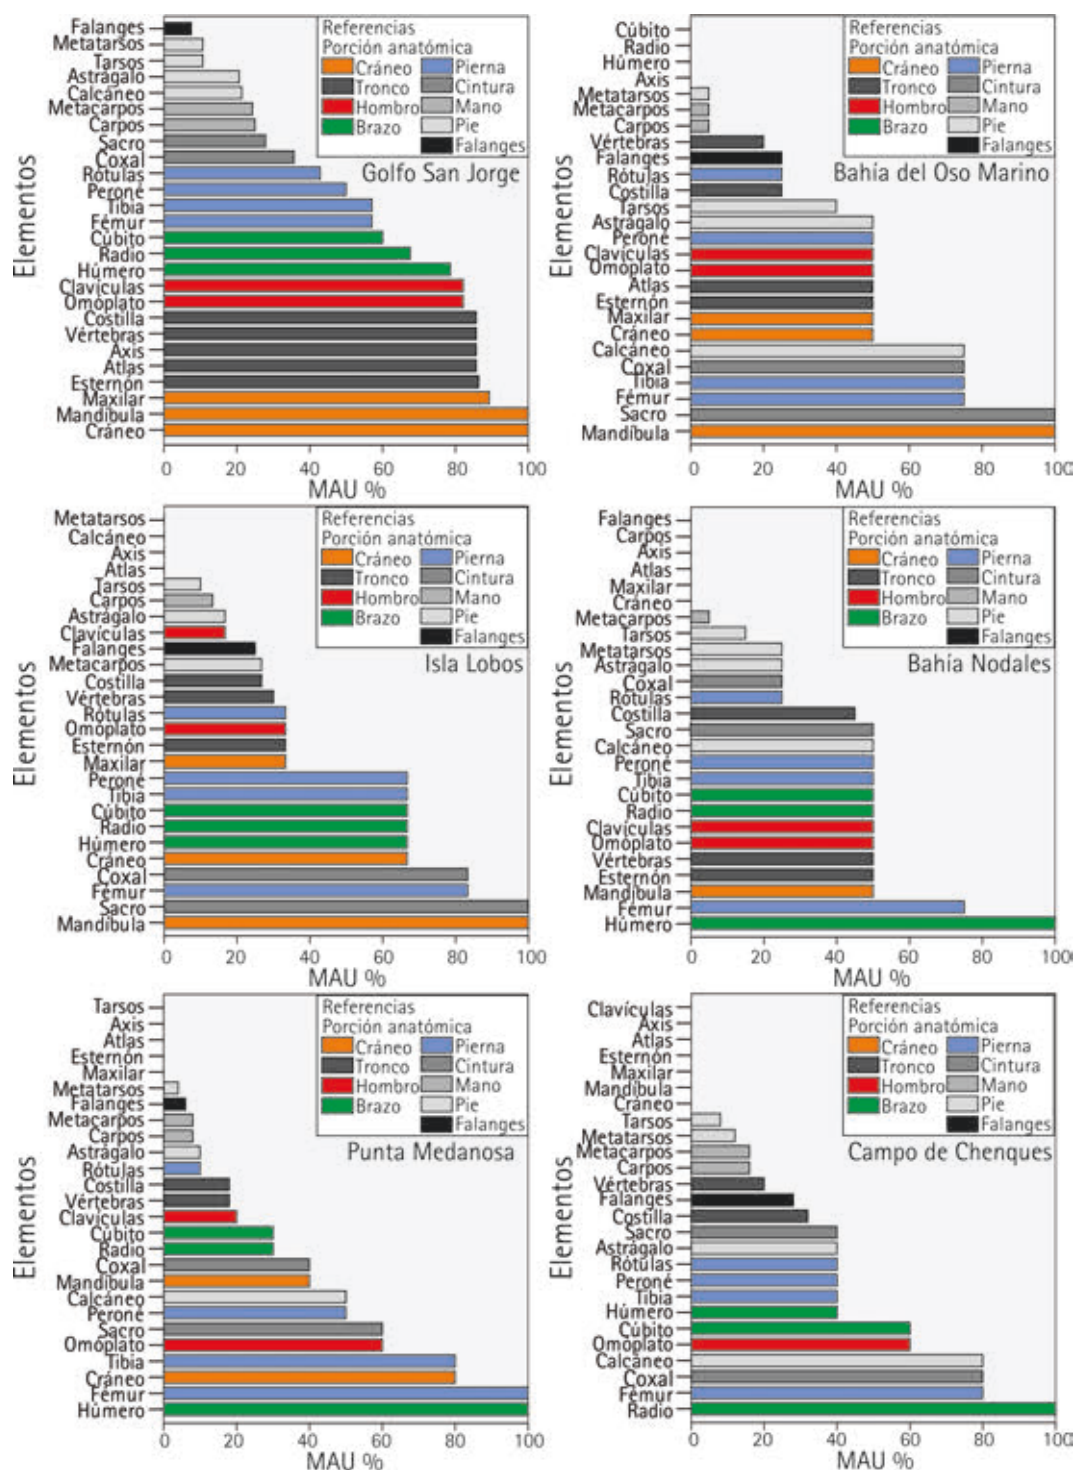 Elementos
Falanges
Metatarsos
Tarsos
Astrágalo
Calcáneo
Metacarpos
Carpos
Sacro
Coxal
Rótulas
Peroné
Tibia
Fémur
Cúbito
Radio
Húmero
Clavículas
Omóplato
Costilla
Vértebras
Axis
Atlas
Esternón
Maxilar
Mandíbula
Cráneo
Referencias
Porción anatómica
Cráneo Pierna
Tronco Cintura
Hombro Mano
Brazo Pie
Falanges
Golfo San Jorge
0 20 40 60 80 100
MAU %
Elementos
Cúbito
Radio
Húmero
Axis
Metatarsos
Metacarpos
Carpos
Vértebras
Falanges
Rótulas
Costilla
Tarsos
Astrágalo
Peroné
Clavículas
Omóplato
Atlas
Esternón
Maxilar
Cráneo
Calcáneo
Coxal
Tibia
Fémur
Sacro
Mandíbula
Referencias
Porción anatómica
Cráneo Pierna
Tronco Cintura
Hombro Mano
Brazo Pie
Falanges
Bahía del Oso Marino
0 20 40 60 80 100
MAU %
Elementos
Metatarsos
Calcáneo
Axis
Atlas
Tarsos
Carpos
Astrágalo
Clavículas
Falanges
Metacarpos
Costilla
Vértebras
Rótulas
Omóplato
Esternón
Maxilar
Peroné
Tibia
Cúbito
Radio
Húmero
Cráneo
Coxal
Fémur
Sacro
Mandíbula
Referencias
Porción anatómica
Cráneo Pierna
Tronco Cintura
Hombro Mano
Brazo Pie
Falanges
Isla Lobos
0 20 40 60 80 100
MAU %
Elementos
Falanges
Carpos
Axis
Atlas
Maxilar
Cráneo
Metacarpos
Tarsos
Metatarsos
Astrágalo
Coxal
Rótulas
Costilla
Sacro
Calcáneo
Peroné
Tibia
Cúbito
Radio
Clavículas
Omóplato
Vértebras
Esternón
Mandíbula
Fémur
Húmero
Referencias
Porción anatómica
Cráneo Pierna
Tronco Cintura
Hombro Mano
Brazo Pie
Falanges
Bahía Nodales
0 20 40 60 80 100
MAU %
Elementos
Tarsos
Axis
Atlas
Esternón
Maxilar
Metatarsos
Falanges
Metacarpos
Carpos
Astrágalo
Rótulas
Costilla
Vértebras
Clavículas
Cúbito
Radio
Coxal
Mandíbula
Calcáneo
Peroné
Sacro
Omóplato
Tibia
Cráneo
Fémur
Húmero
Referencias
Porción anatómica
Cráneo Pierna
Tronco Cintura
Hombro Mano
Brazo Pie
Falanges
Punta Medanosa
0 20 40 60 80 100
MAU %
Elementos
Clavículas
Axis
Atlas
Esternón
Maxilar
Mandíbula
Cráneo
Tarsos
Metatarsos
Metacarpos
Carpos
Vértebras
Falanges
Costilla
Sacro
Astrágalo
Rótulas
Peroné
Tibia
Húmero
Cúbito
Omóplato
Calcáneo
Coxal
Fémur
Radio
Referencias
Porción anatómica
Cráneo Pierna
Tronco Cintura
Hombro Mano
Brazo Pie
Falanges
Campo de Chenques
0 20 40 60 80 100
MAU %